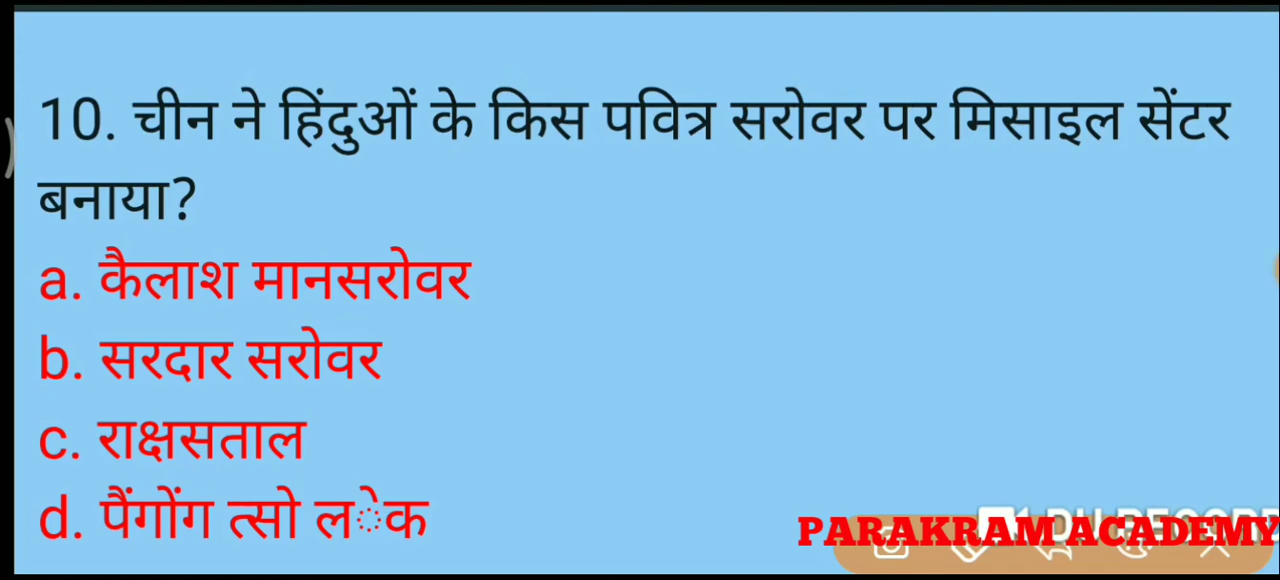 10. चीन ने हिंदुओं के किस पवित्र सरोवर पर मिसाइल सेंटर
बनाया?
a. कैलाश मानसरोवर
b. सरदार सरोवर
c. राक्षसताल
d. पैंगोंग त्सो ल ेक
PARAKRAM ACADEMY